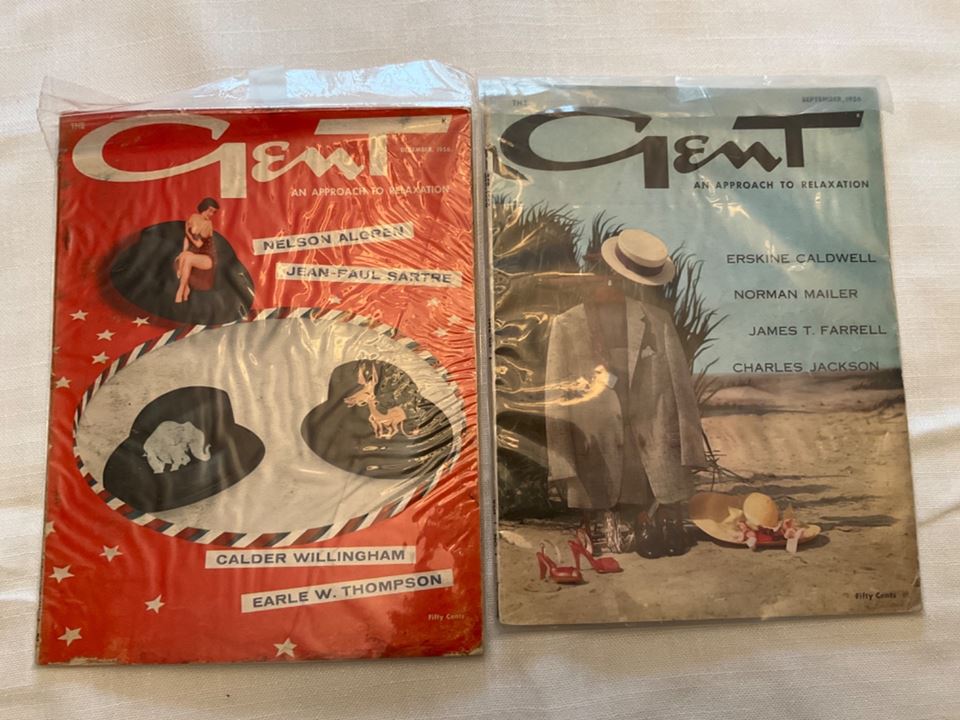 THE
GENT
DECEMBER, 1956
AN APPROACH TO RELAXATION
NELSON ALGREN
JEAN-PAUL SARTRE
CALDER WILLINGHAM
EARLE W. THOMPSON
Fifty Cents
THE
SEPTEMBER, 1956
GENT
AN APPROACH TO RELAXATION
ERSKINE CALDWELL
NORMAN MAILER
JAMES T. FARRELL
CHARLES JACKSON
Fifty Cents